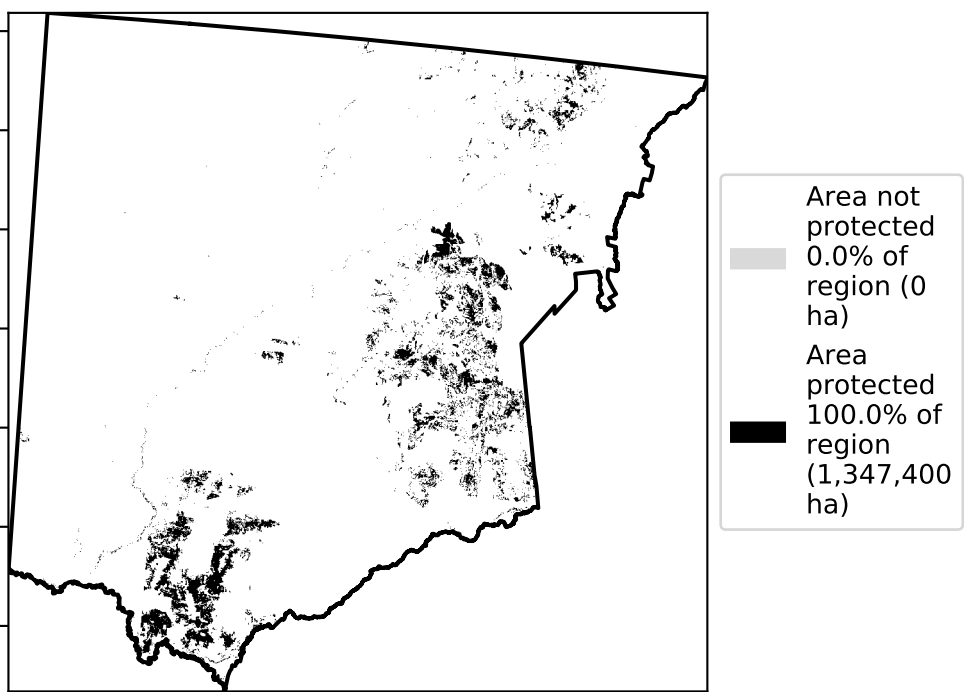 Area not
protected
0.0% of
region (0
ha)
Area
protected
100.0% of
region
(1,347,400
ha)